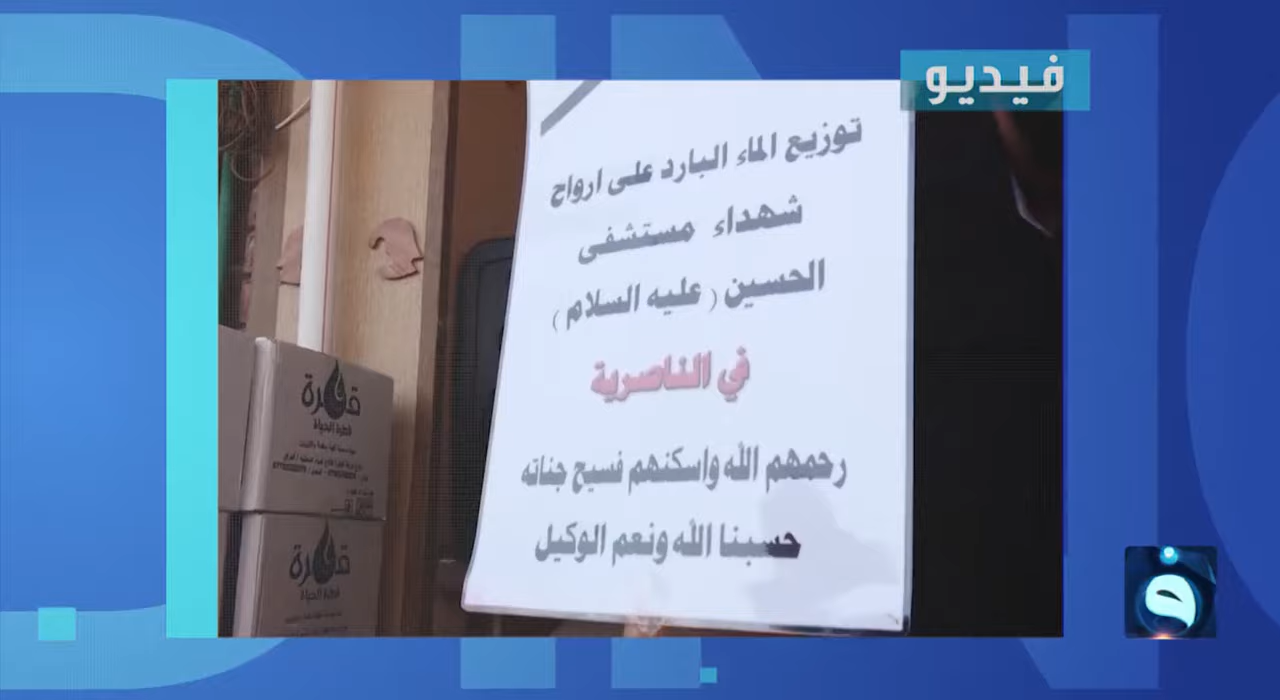 فيديو
توزيع الماء البارد على ارواح
شهداء مستشفى
الحسين (عليه السلام)
في الناصرية
رحمهم الله واسكنهم فسيح جناته
حسبنا الله ونعم الوكيل
قطرة
قطرة الحياة
قطرة
قطرة الحياة